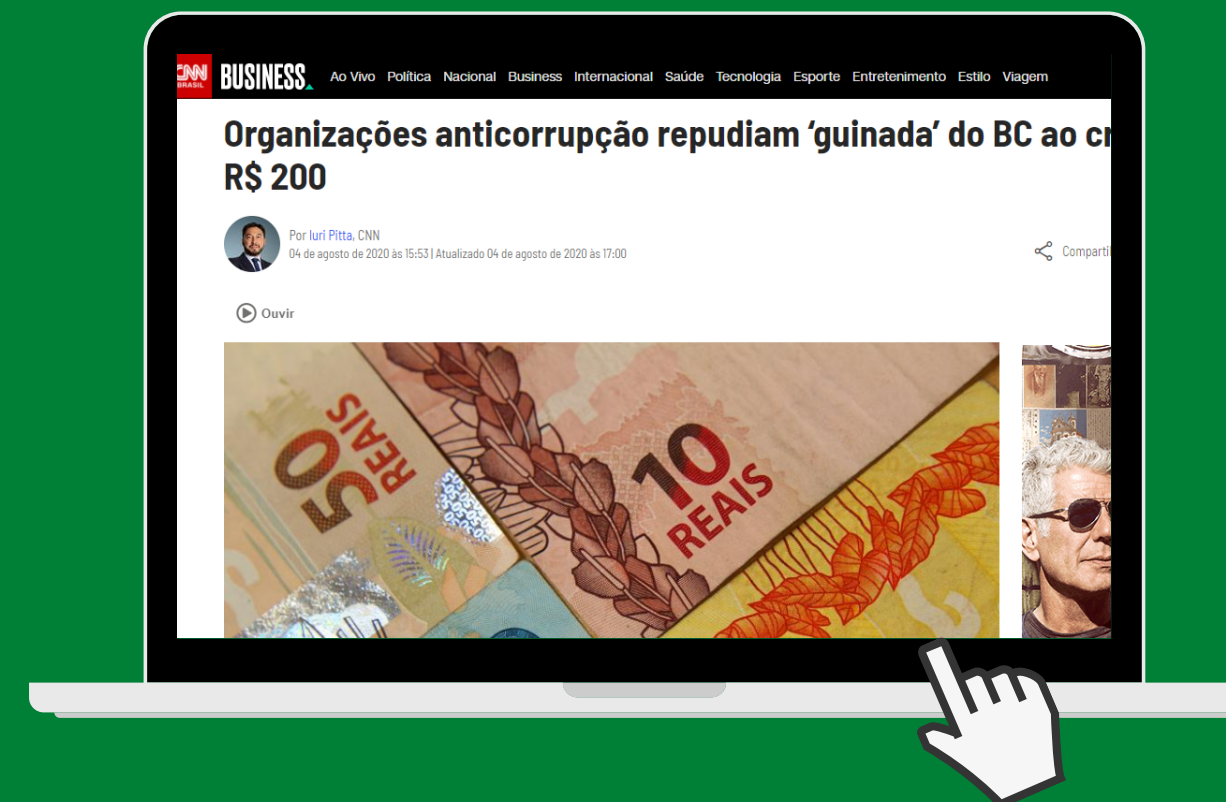 CNN
BRASIL
BUSINESS
Ao Vivo Política Nacional Business Internacional Saúde Tecnologia Esporte Entretenimento Estilo Viagem
Organizações anticorrupção repudiam ‘guinada’ do BC ao
R$ 200
Por Iuri Pitta, CNN
04 de agosto de 2020 às 15:53 | Atualizado 04 de agosto de 2020 às 17:00
Ouvir
50
REAIS
10
REAIS